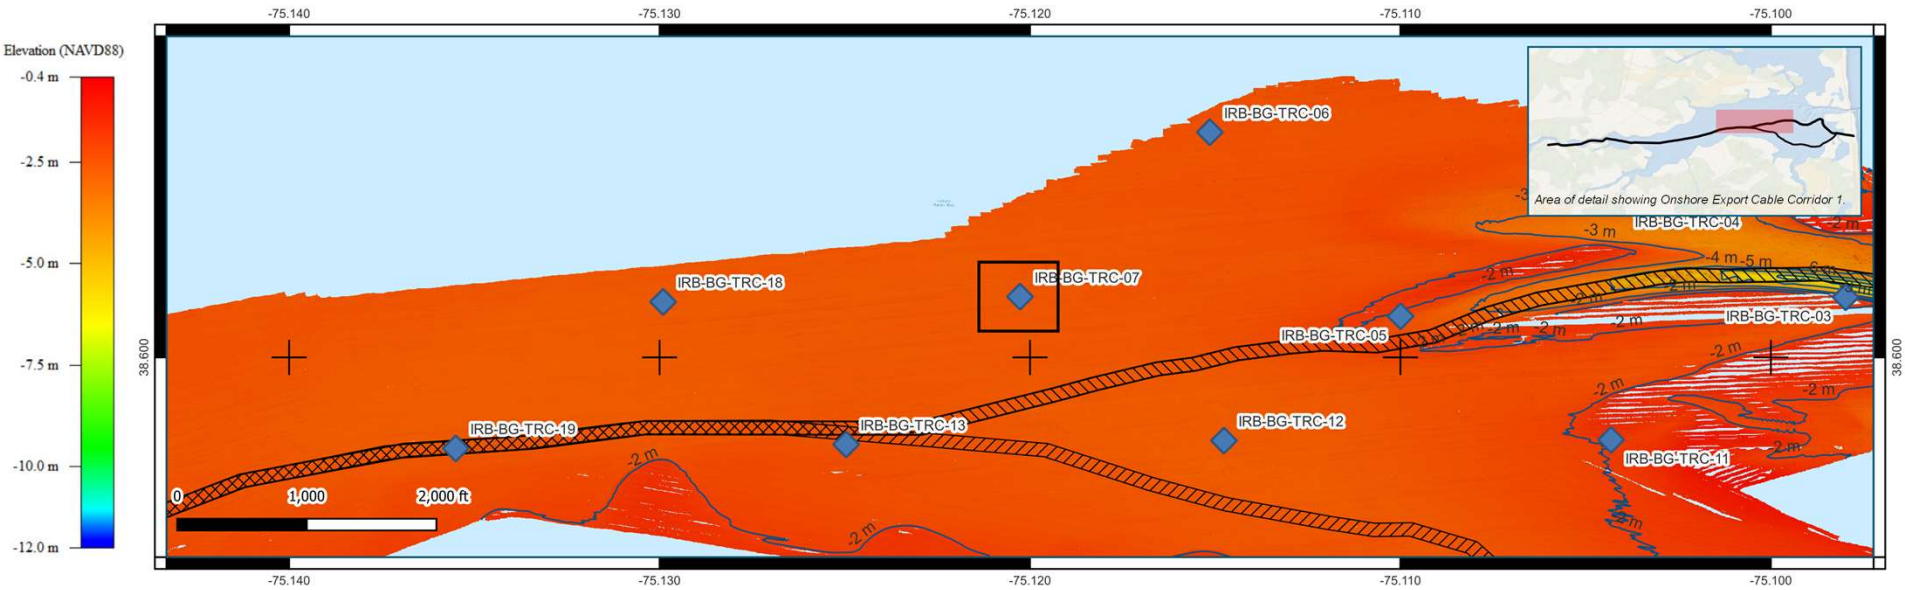 -75.140 -75.130 -75.120 -75.110 -75.100
Elevation (NAVD88)
-0.4 m
-2.5 m
-5.0 m
-7.5 m
-10.0 m
-12.0 m
IRB-BG-TRC-06
Area of detail showing Onshore Export Cable Corridor 1.
-3
IRB-BG-TRC-04
-2 m
-3 m
-4 m
-5 m
IRB-BG-TRC-18
IRB-BG-TRC-07
-2 m
-2 m
IRB-BG-TRC-03
IRB-BG-TRC-05
-2 m
-2 m
-2 m
38.600
38.600
-2 m
-2 m
-2 m
IRB-BG-TRC-19
IRB-BG-TRC-13
IRB-BG-TRC-12
IRB-BG-TRC-11
-2 m
-2 m
0 1,000 2,000 ft
-2 m
-75.140 -75.130 -75.120 -75.110 -75.100